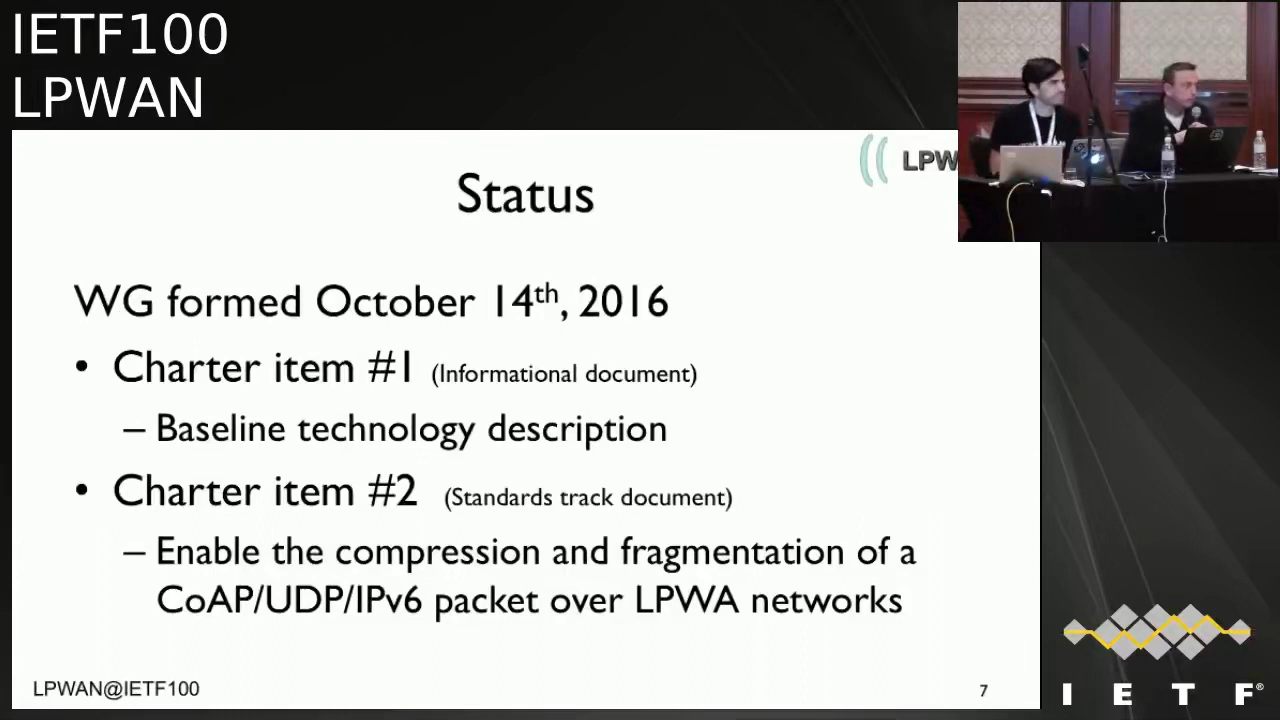 IETF100
LPWAN
LPW
Status
WG formed October 14th, 2016
• Charter item #1 (Informational document)
– Baseline technology description
• Charter item #2 (Standards track document)
– Enable the compression and fragmentation of a
CoAP/UDP/IPv6 packet over LPWA networks
LPWAN@IETF100
7
I E T F®